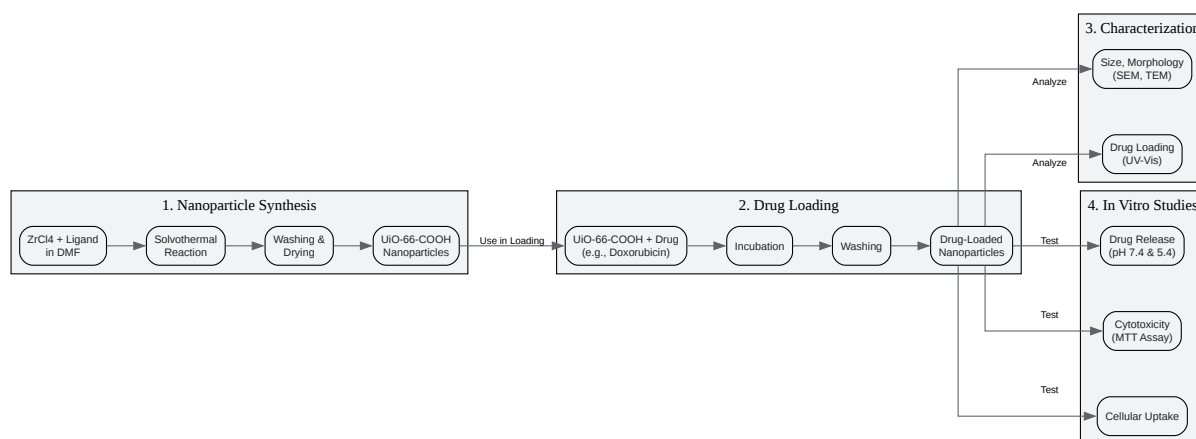 3. Characterization
Size, Morphology
(SEM, TEM)
Analyze
Drug Loading
(UV-Vis)
Analyze
1. Nanoparticle Synthesis
ZrCl4 + Ligand
in DMF
Solvothermal
Reaction
Washing &
Drying
UiO-66-COOH
Nanoparticles
Use in Loading
2. Drug Loading
UiO-66-COOH + Drug
(e.g., Doxorubicin)
Incubation
Washing
Drug-Loaded
Nanoparticles
4. In Vitro Studies
Test
Drug Release
(pH 7.4 & 5.4)
Test
Cytotoxicity
(MTT Assay)
Test
Cellular Uptake